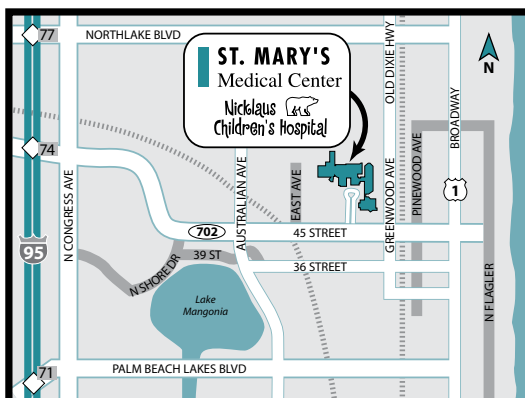 77
NORTHLAKE BLVD
OLD DIXIE HWY
ST. MARY'S
Medical Center
Nicklaus
Children's Hospital
N
BROADWAY
74
N CONGRESS AVE
AUSTRALIAN AVE
EAST AVE
GREENWOOD AVE
PINEWOOD AVE
1
702
45 STREET
95
39 ST
36 STREET
N SHORE DR
N FLAGLER
Lake
Mangonia
71
PALM BEACH LAKES BLVD